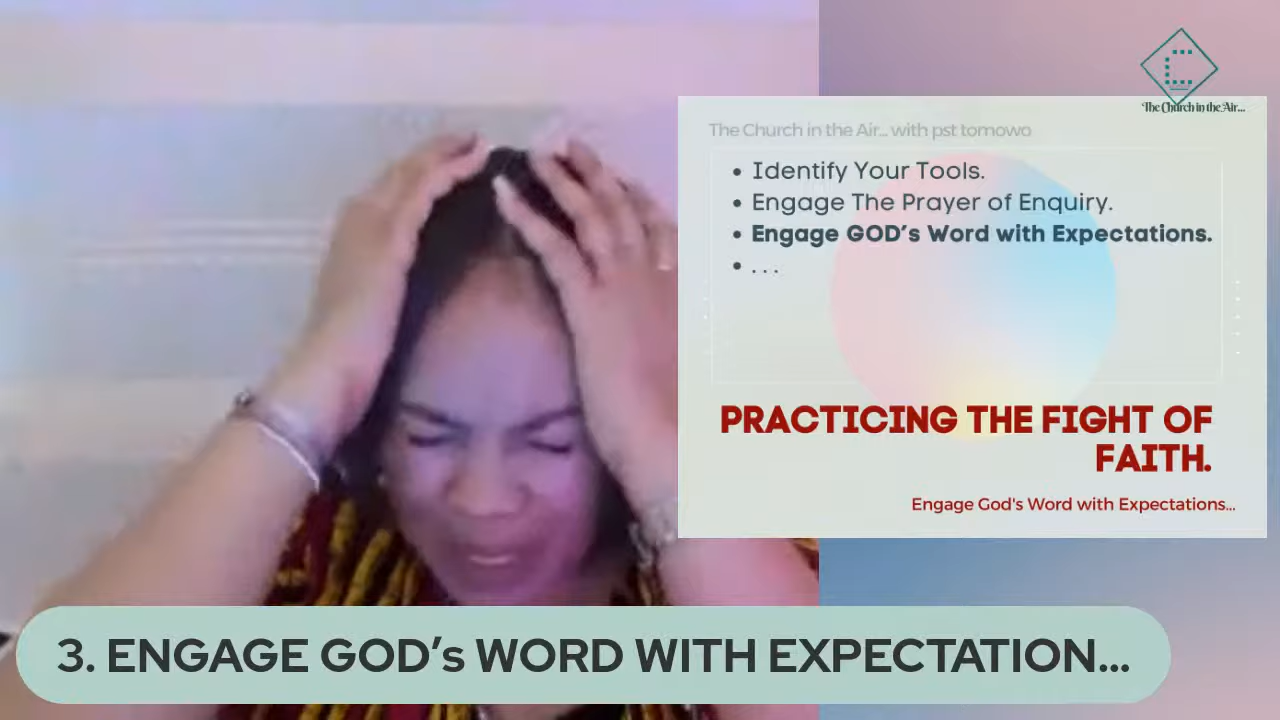 The Church in the Air...
The Church in the Air... with pst tomowo
• Identify Your Tools.
• Engage The Prayer of Enquiry.
• Engage GOD's Word with Expectations.
• . . .
PRACTICING THE FIGHT OF
FAITH.
Engage God's Word with Expectations...
3. ENGAGE GOD's WORD WITH EXPECTATION...